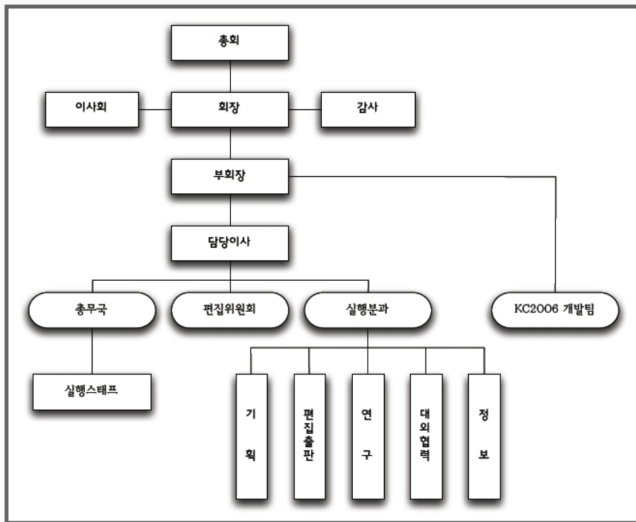 총회
이사회
회장
감사
부회장
담당이사
총무국
편집위원회
실행분과
KC2006 개발팀
실행스태프
기획
편집출판
연구
대외협력
정보